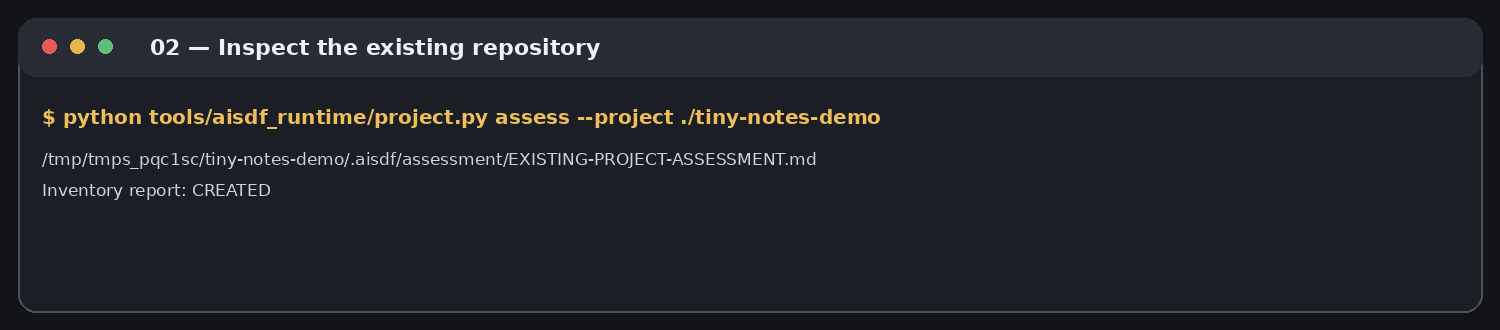 02 — Inspect the existing repository
$ python tools/aisdf_runtime/project.py assess --project ./tiny-notes-demo
/tmp/tmps_pqc1sc/tiny-notes-demo/.aisdf/assessment/EXISTING-PROJECT-ASSESSMENT.md
Inventory report: CREATED